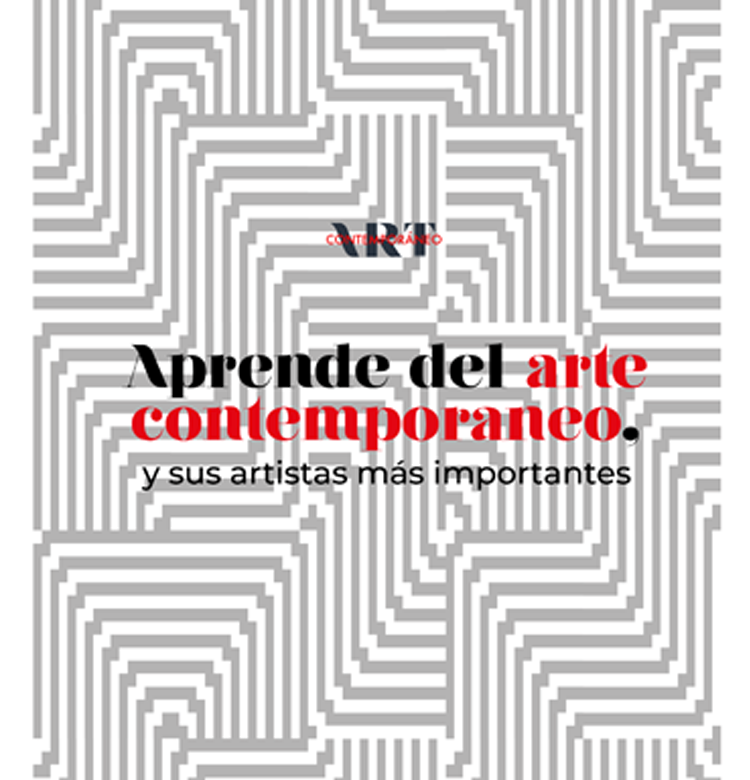 ART
CONTEMPORÁNEO
Aprende del arte
contemporaneo.
y sus artistas más importantes